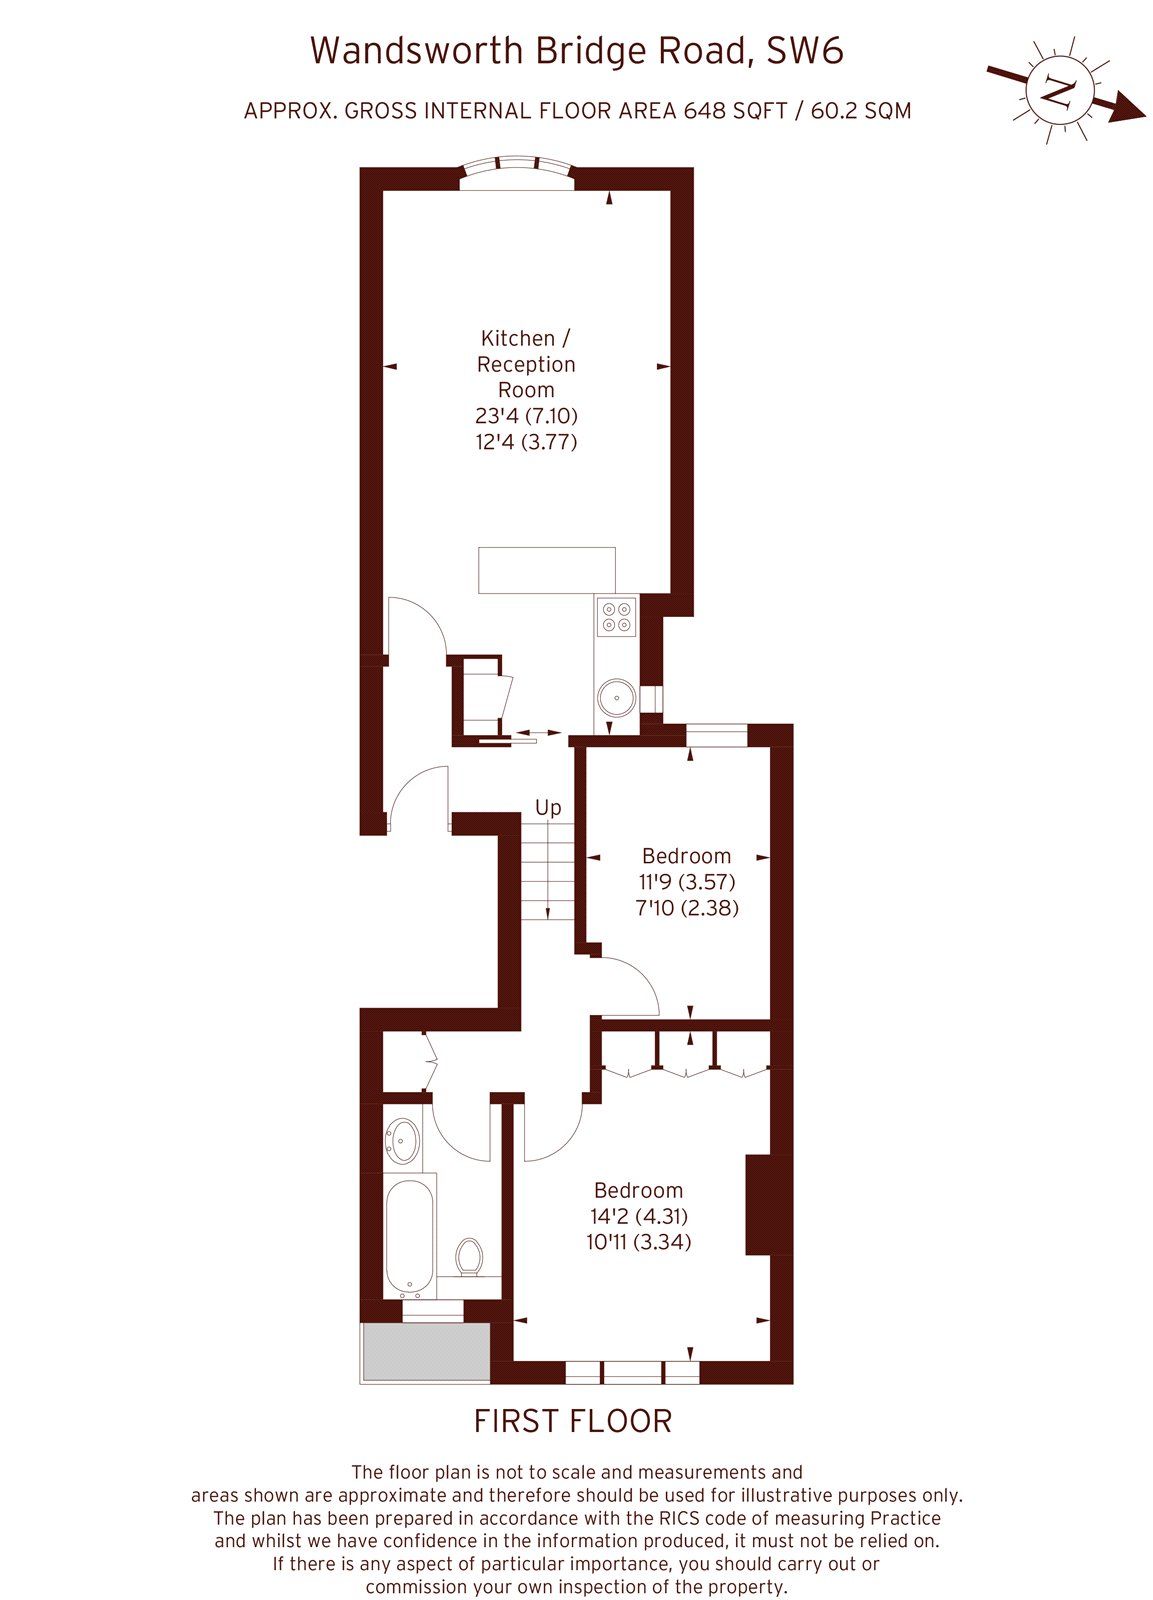 Wandsworth Bridge Road, SW6
APPROX. GROSS INTERNAL FLOOR AREA 648 SQFT / 60.2 SQM
N
Kitchen /
Reception
Room
23'4 (7.10)
12'4 (3.77)
Up
Bedroom
11'9 (3.57)
7'10 (2.38)
Bedroom
14'2 (4.31)
10'11 (3.34)
FIRST FLOOR
The floor plan is not to scale and measurements and
areas shown are approximate and therefore should be used for illustrative purposes only.
The plan has been prepared in accordance with the RICS code of measuring Practice
and whilst we have confidence in the information produced, it must not be relied on.
If there is any aspect of particular importance, you should carry out or
commission your own inspection of the property.